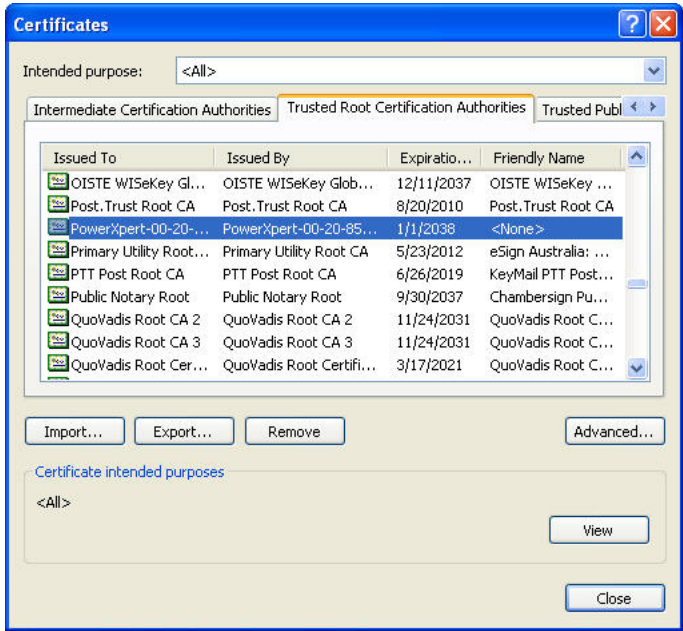 Certificates
Intended purpose: <All>
Intermediate Certification Authorities Trusted Root Certification Authorities Trusted Publ
Issued To Issued By Expiratio... Friendly Name
OISTE WISeKey Gl... OISTE WISeKey Glob... 12/11/2037 OISTE WISeKey ...
Post.Trust Root CA Post.Trust Root CA 8/20/2010 Post.Trust Root CA
PowerXpert-00-20-... PowerXpert-00-20-85... 1/1/2038 <None>
Primary Utility Root... Primary Utility Root CA 5/23/2012 eSign Australia: ...
PTT Post Root CA PTT Post Root CA 6/26/2019 KeyMail PTT Post...
Public Notary Root Public Notary Root 9/30/2037 Chambersign Pu...
QuoVadis Root CA 2 QuoVadis Root CA 2 11/24/2031 QuoVadis Root C...
QuoVadis Root CA 3 QuoVadis Root CA 3 11/24/2031 QuoVadis Root C...
QuoVadis Root Cer... QuoVadis Root Certifi... 3/17/2021 QuoVadis Root C...
Import... Export... Remove Advanced...
Certificate intended purposes
<All>
View
Close